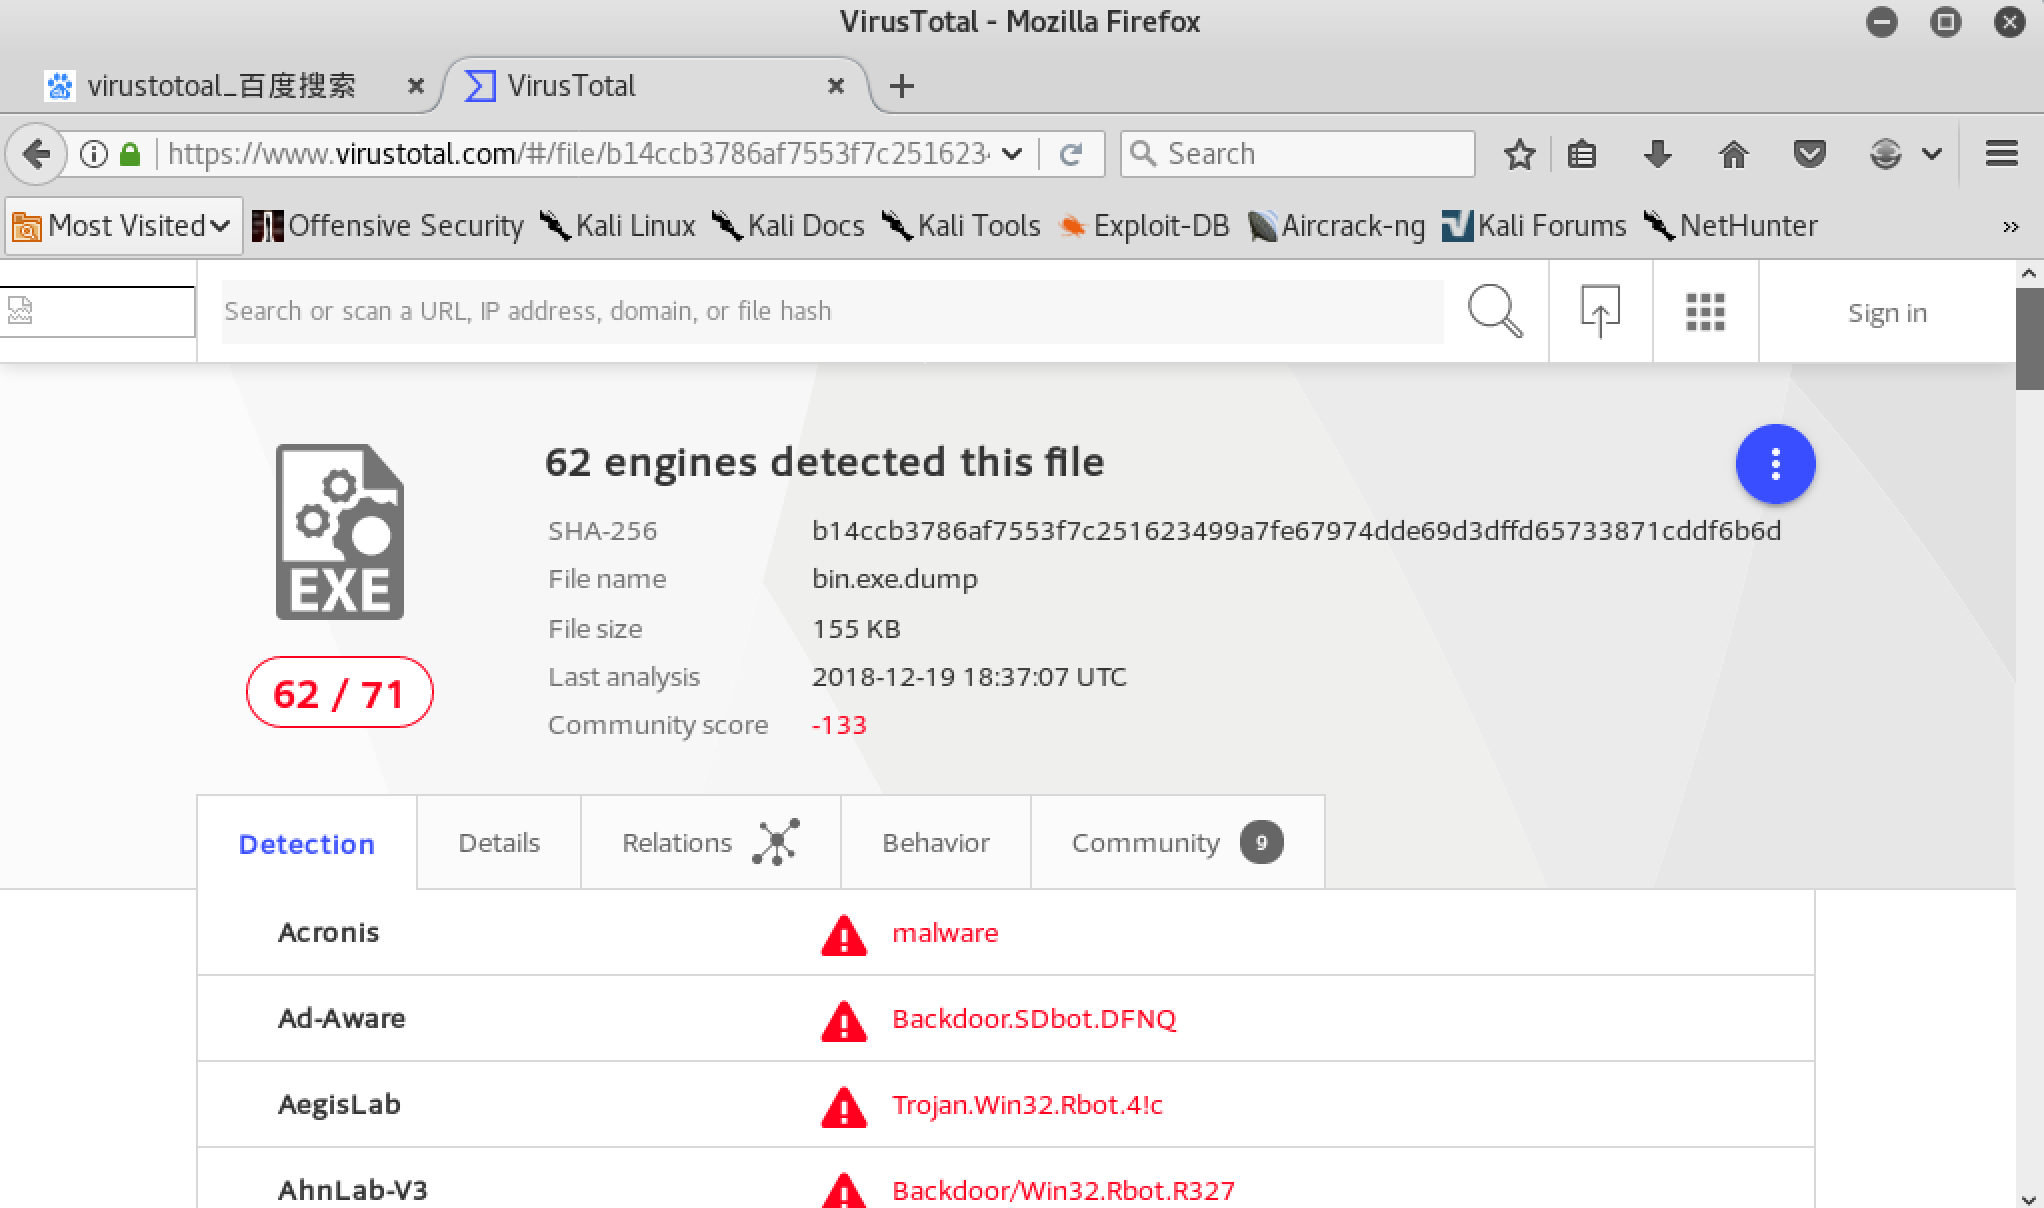 VirusTotal - Mozilla Firefox
virustotoal_百度搜索
VirusTotal
https://www.virustotal.com/#/file/b14ccb3786af7553f7c251623
Search
Most Visited
Offensive Security
Kali Linux
Kali Docs
Kali Tools
Exploit-DB
Aircrack-ng
Kali Forums
NetHunter
Search or scan a URL, IP address, domain, or file hash
Sign in
EXE
62 / 71
62 engines detected this file
SHA-256 b14ccb3786af7553f7c251623499a7fe67974dde69d3dffd65733871cddf6b6d
File name bin.exe.dump
File size 155 KB
Last analysis 2018-12-19 18:37:07 UTC
Community score -133
Detection
Details
Relations
Behavior
Community 9
Acronis malware
Ad-Aware Backdoor.SDbot.DFNQ
AegisLab Trojan.Win32.Rbot.4!c
AhnLab-V3 Backdoor/Win32.Rbot.R327